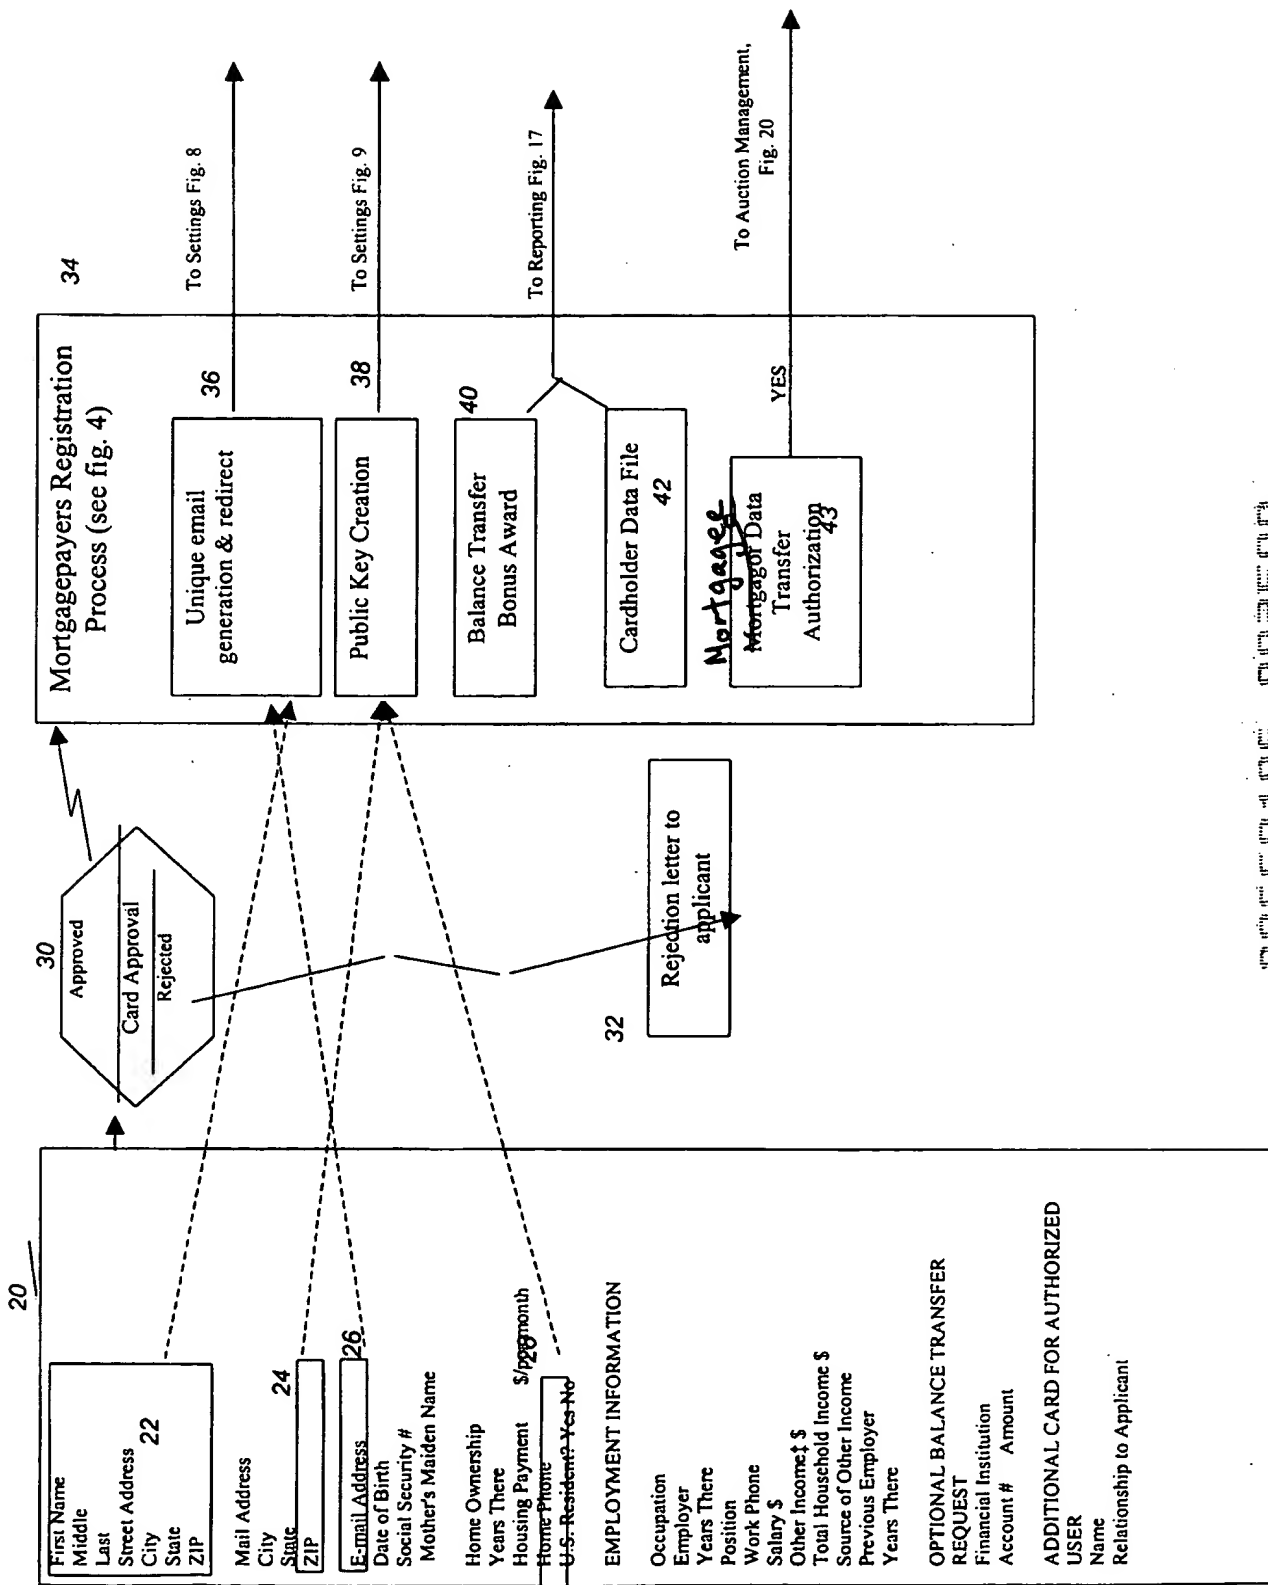 20
First Name
Middle
Last
Street Address
City
22
State
ZIP
Mail Address
City
State
24
ZIP
26
E-mail Address
Date of Birth
Social Security #
Mother's Maiden Name
Home Ownership
Years There
Housing Payment
Home Phone
U.S. Resident? Yes No
EMPLOYMENT INFORMATION
Occupation
Employer
Years There
Position
Work Phone
Salary $
Other Income‡ $
Total Household Income $
Source of Other Income
Previous Employer
Years There
OPTIONAL BALANCE TRANSFER
REQUEST
Financial Institution
Account # Amount
ADDITIONAL CARD FOR AUTHORIZED
USER
Name
Relationship to Applicant
30
Approved
Card Approval
Rejected
32
Rejection letter to
applicant
34
Mortgagepayers Registration
Process (see fig. 4)
36
Unique email
generation & redirect
To Settings Fig. 8
38
Public Key Creation
To Settings Fig. 9
40
Balance Transfer
Bonus Award
To Reporting Fig. 17
Cardholder Data File
42
Mortgagee
Mortgagor Data
Transfer
Authorization
43
YES
To Auction Management,
Fig. 20